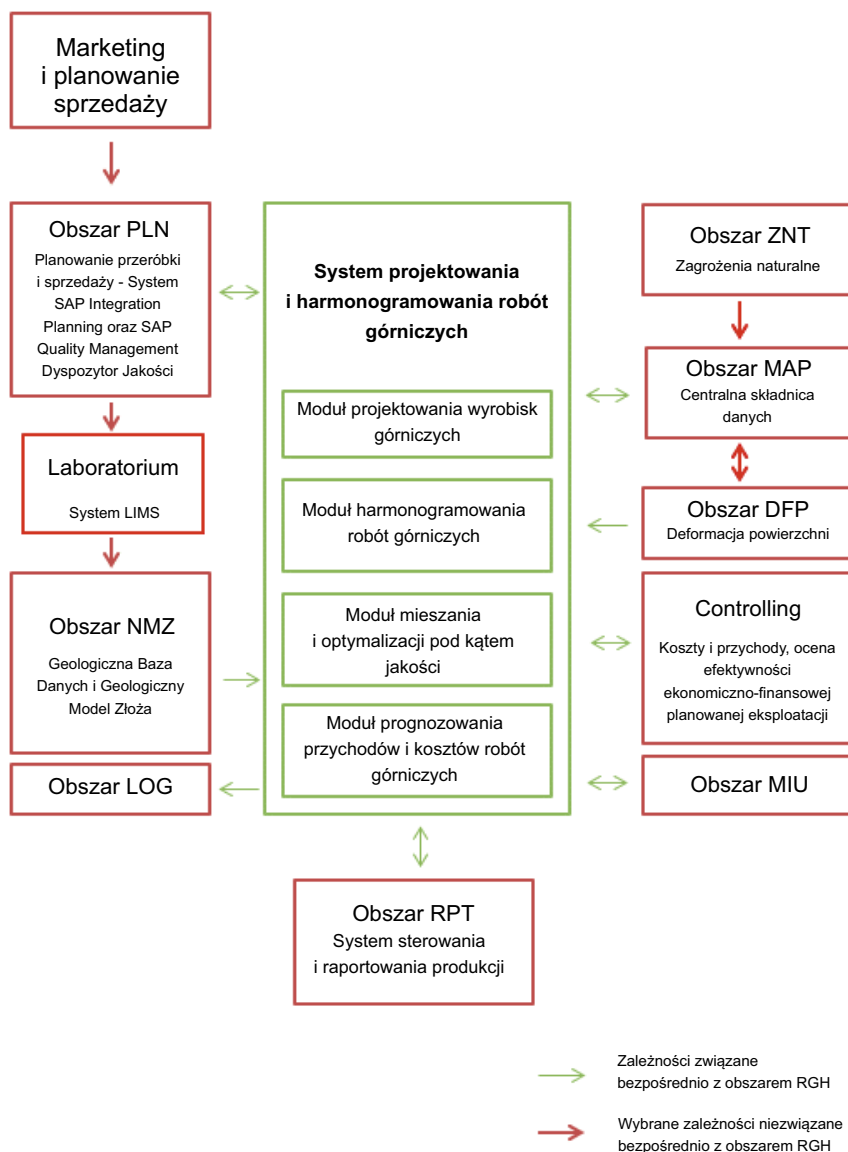 Marketing
i planowanie
sprzedaży
Obszar PLN
Planowanie przeróbki
i sprzedaży - System
SAP Integration
Planning oraz SAP
Quality Management
Dyspozytor Jakości
Laboratorium
System LIMS
Obszar NMZ
Geologiczna Baza
Danych i Geologiczny
Model Złoża
Obszar LOG
System projektowania
i harmonogramowania robót
górniczych
Moduł projektowania wyrobisk
górniczych
Moduł harmonogramowania
robót górniczych
Moduł mieszania
i optymalizacji pod kątem
jakości
Moduł prognozowania
przychodów i kosztów robót
górniczych
Obszar ZNT
Zagrożenia naturalne
Obszar MAP
Centralna składnica
danych
Obszar DFP
Deformacja powierzchni
Controlling
Koszty i przychody, ocena
efektywności
ekonomiczno-finansowej
planowanej eksploatacji
Obszar MIU
Obszar RPT
System sterowania
i raportowania produkcji
Zależności związane
bezpośrednio z obszarem RGH
Wybrane zależności niezwiązane
bezpośrednio z obszarem RGH